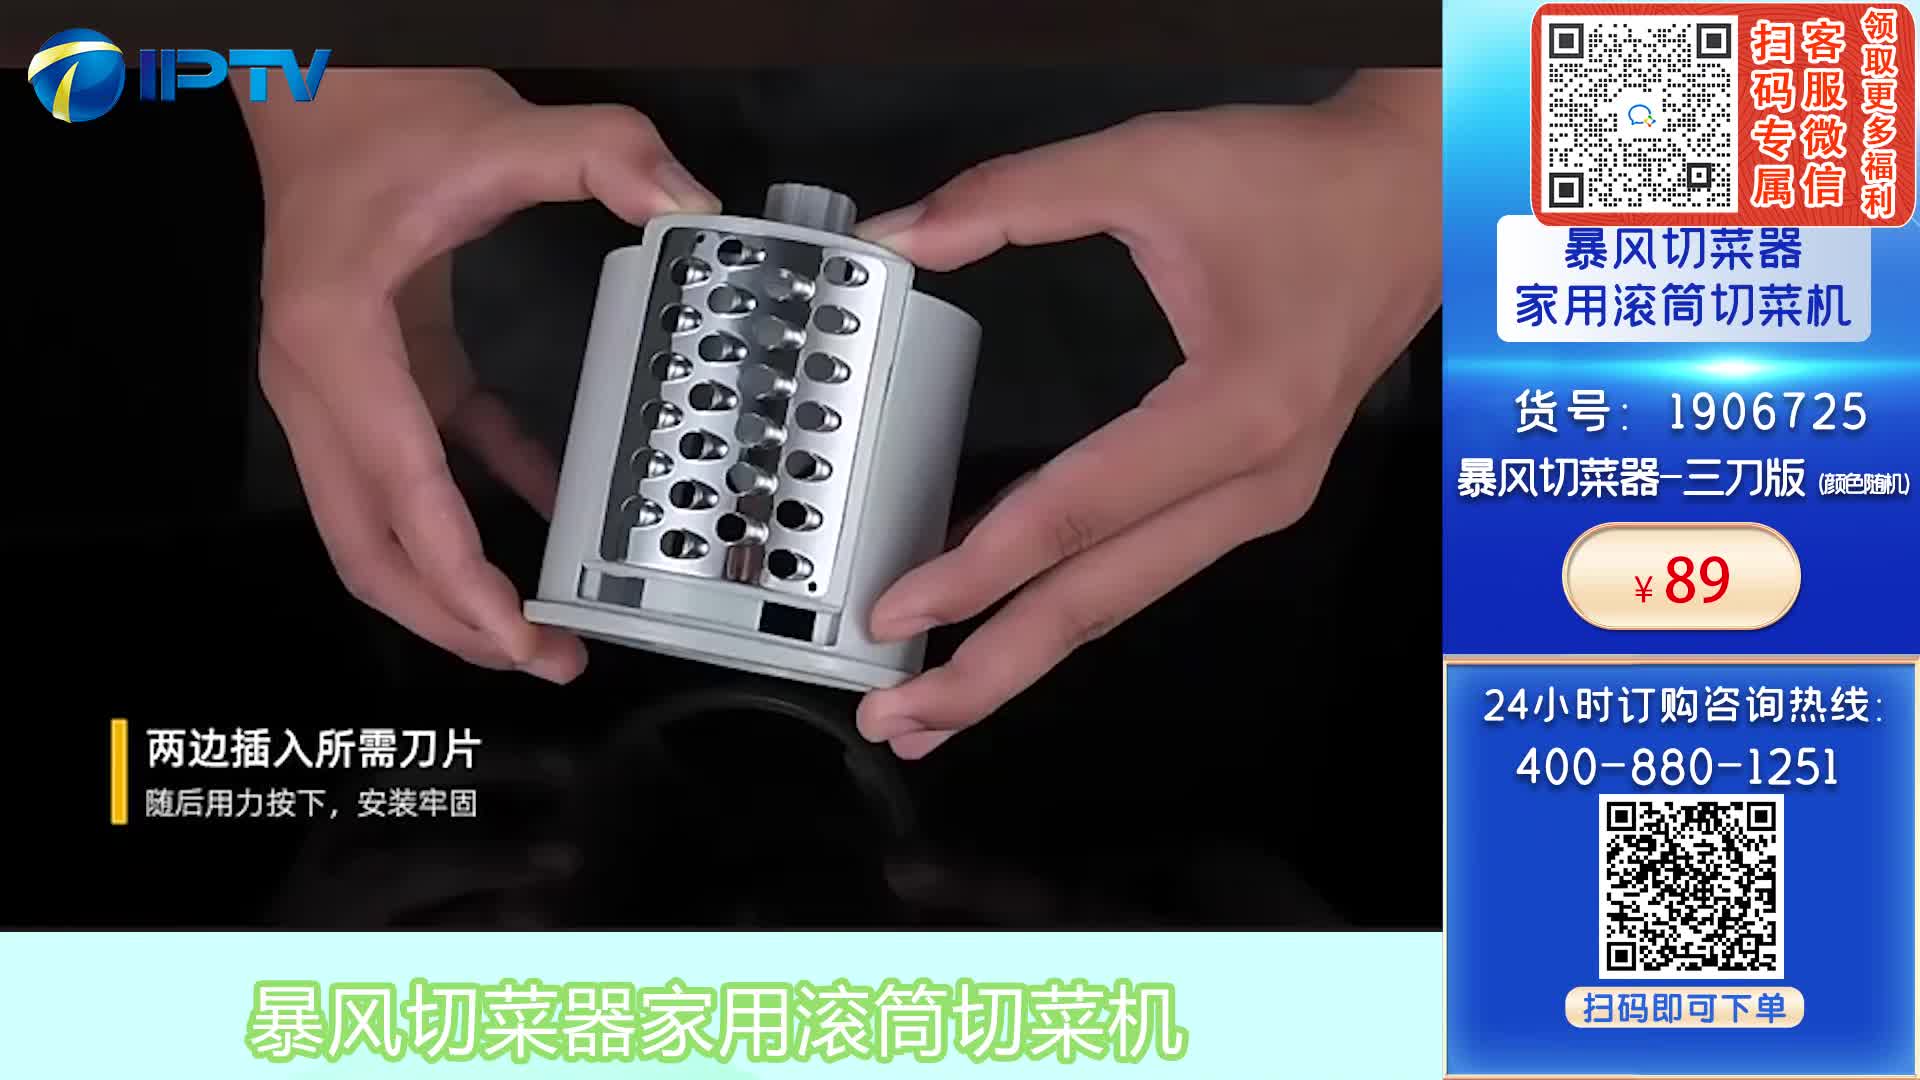 IPTV
两边插入所需刀片
随后用力按下，安装牢固
暴风切菜器家用滚筒切菜机
扫码专属
客服微信
领取更多福利
暴风切菜器
家用滚筒切菜机
货号：1906725
暴风切菜器-三刀版 (颜色随机)
¥89
24小时订购咨询热线：
400-880-1251
扫码即可下单